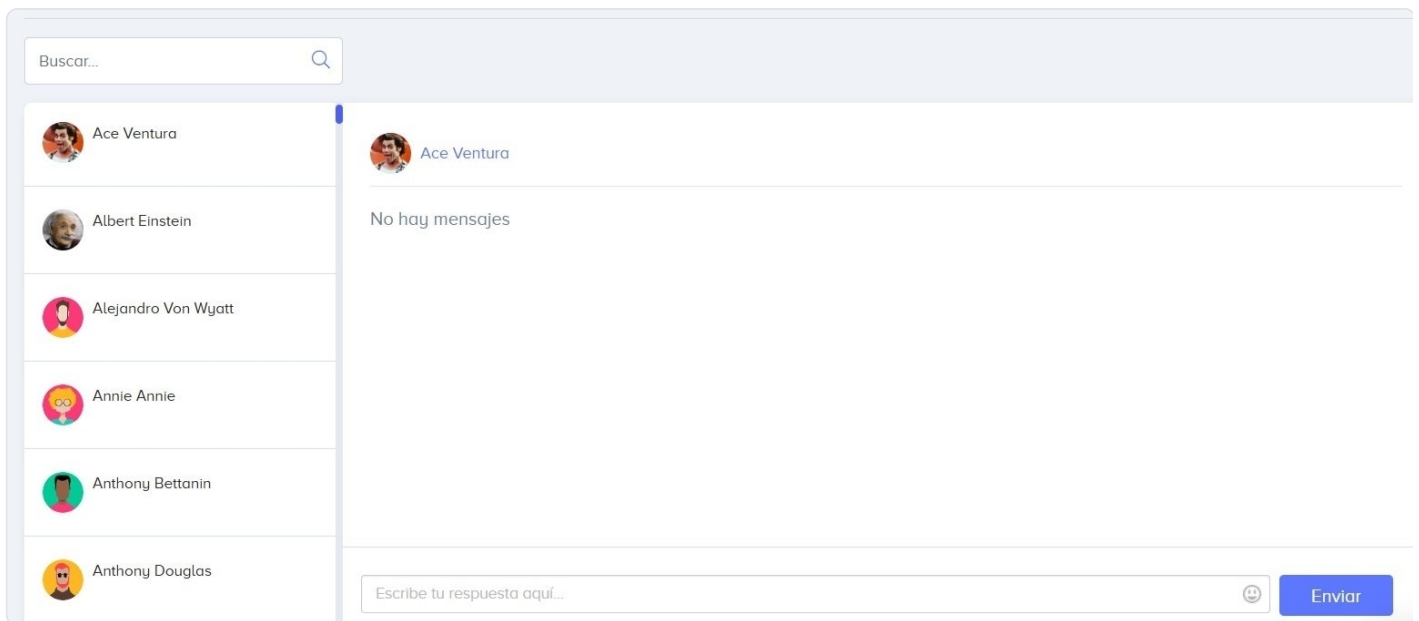 Buscar...
Ace Ventura
Albert Einstein
Alejandro Von Wyatt
Annie Annie
Anthony Bettanin
Anthony Douglas
Ace Ventura
No hay mensajes
Escribe tu respuesta aquí...
Enviar